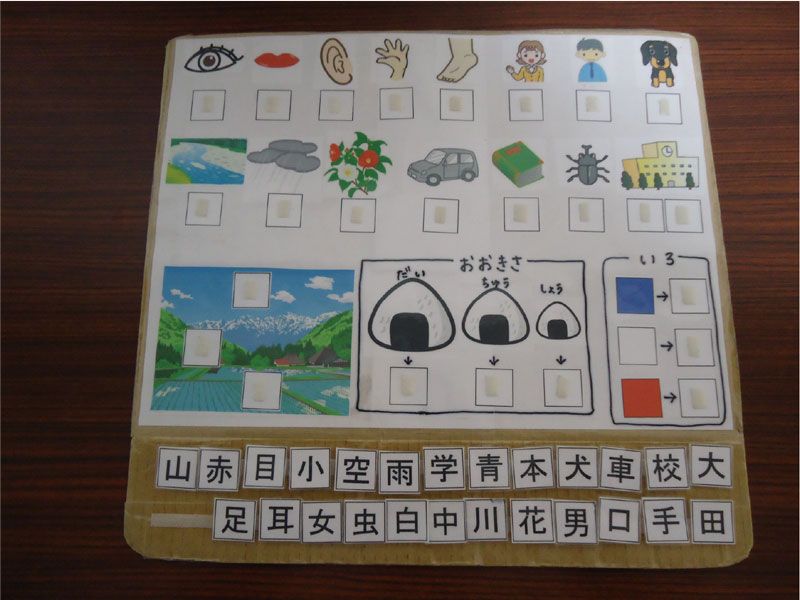 おおきさ
いろ
だい
ちゅう
しょう
山 赤 目 小 空 雨 学 青 本 犬 車 校 大
足 耳 女 虫 白 中 川 花 男 口 手 田